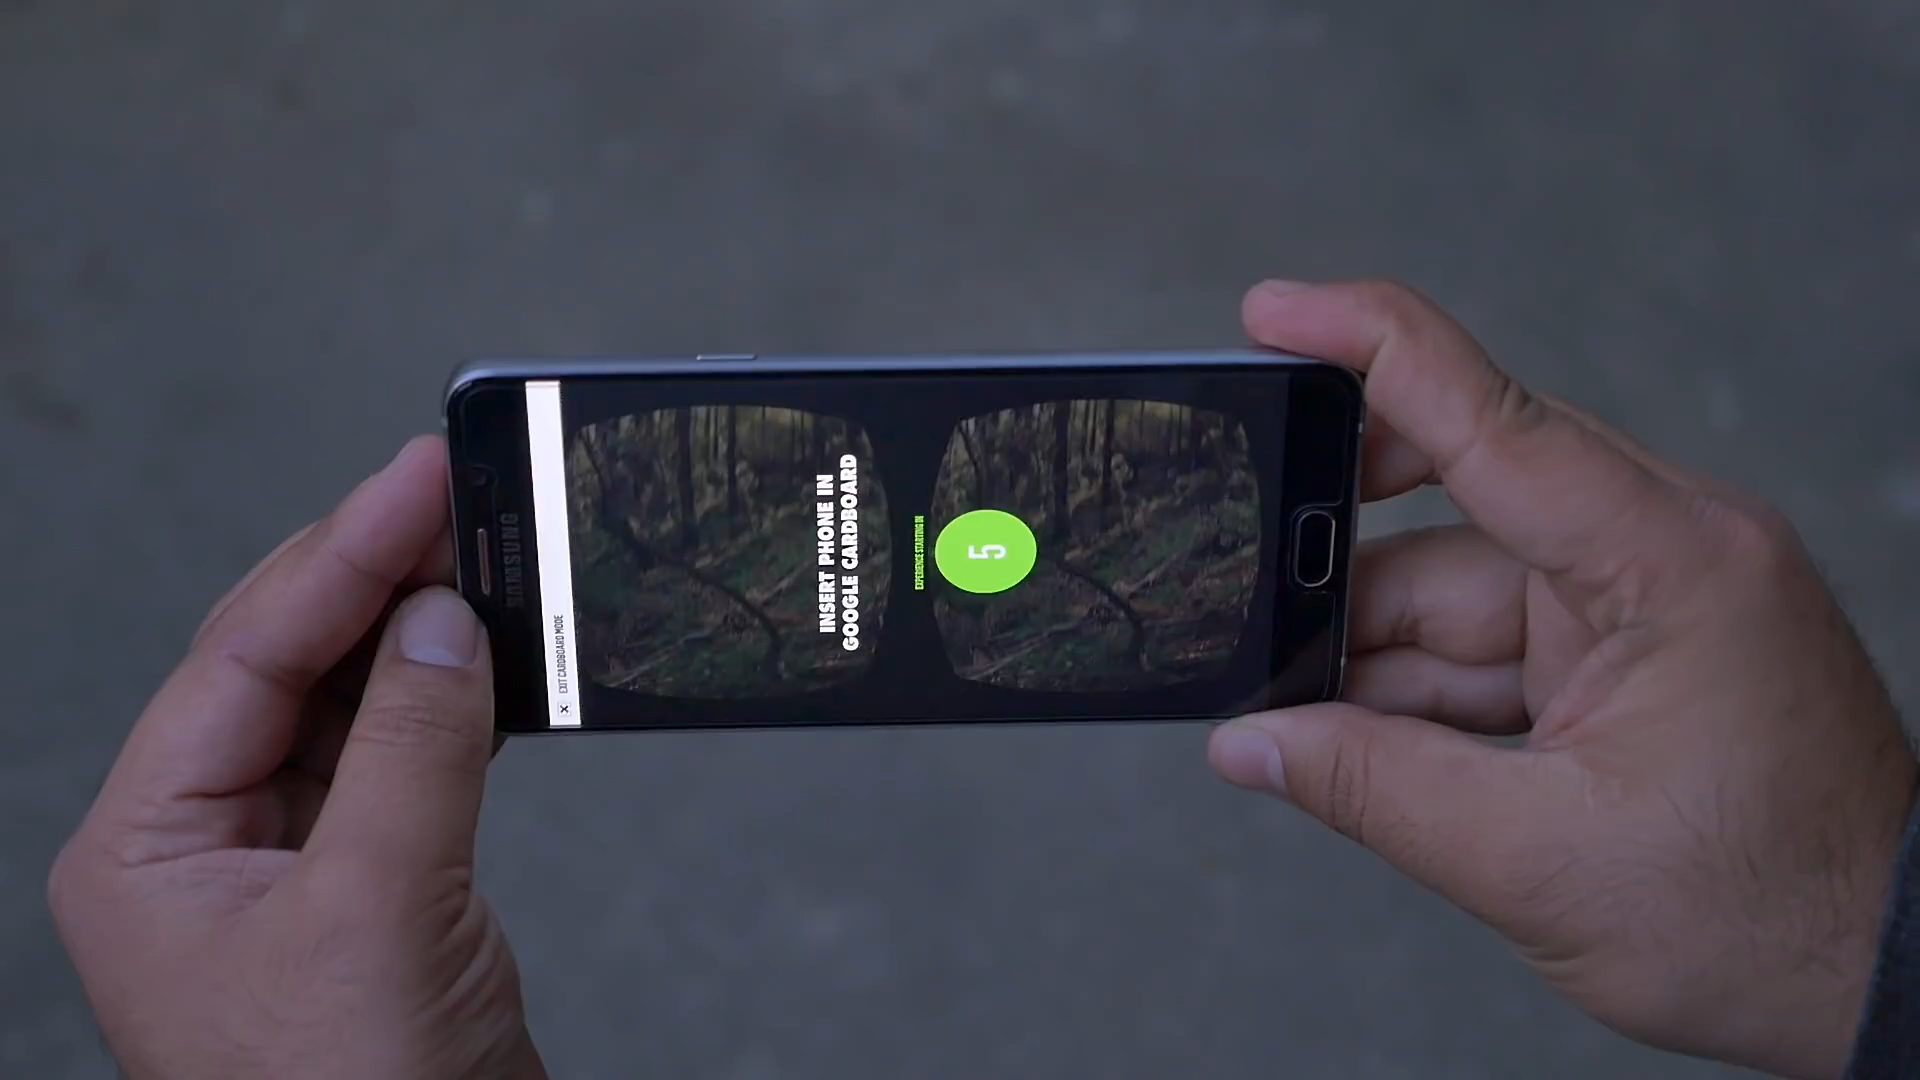 SAMSUNG
X EXIT CARDBOARD MODE
INSERT PHONE IN
GOOGLE CARDBOARD
EXPERIENCE STARTING IN
5